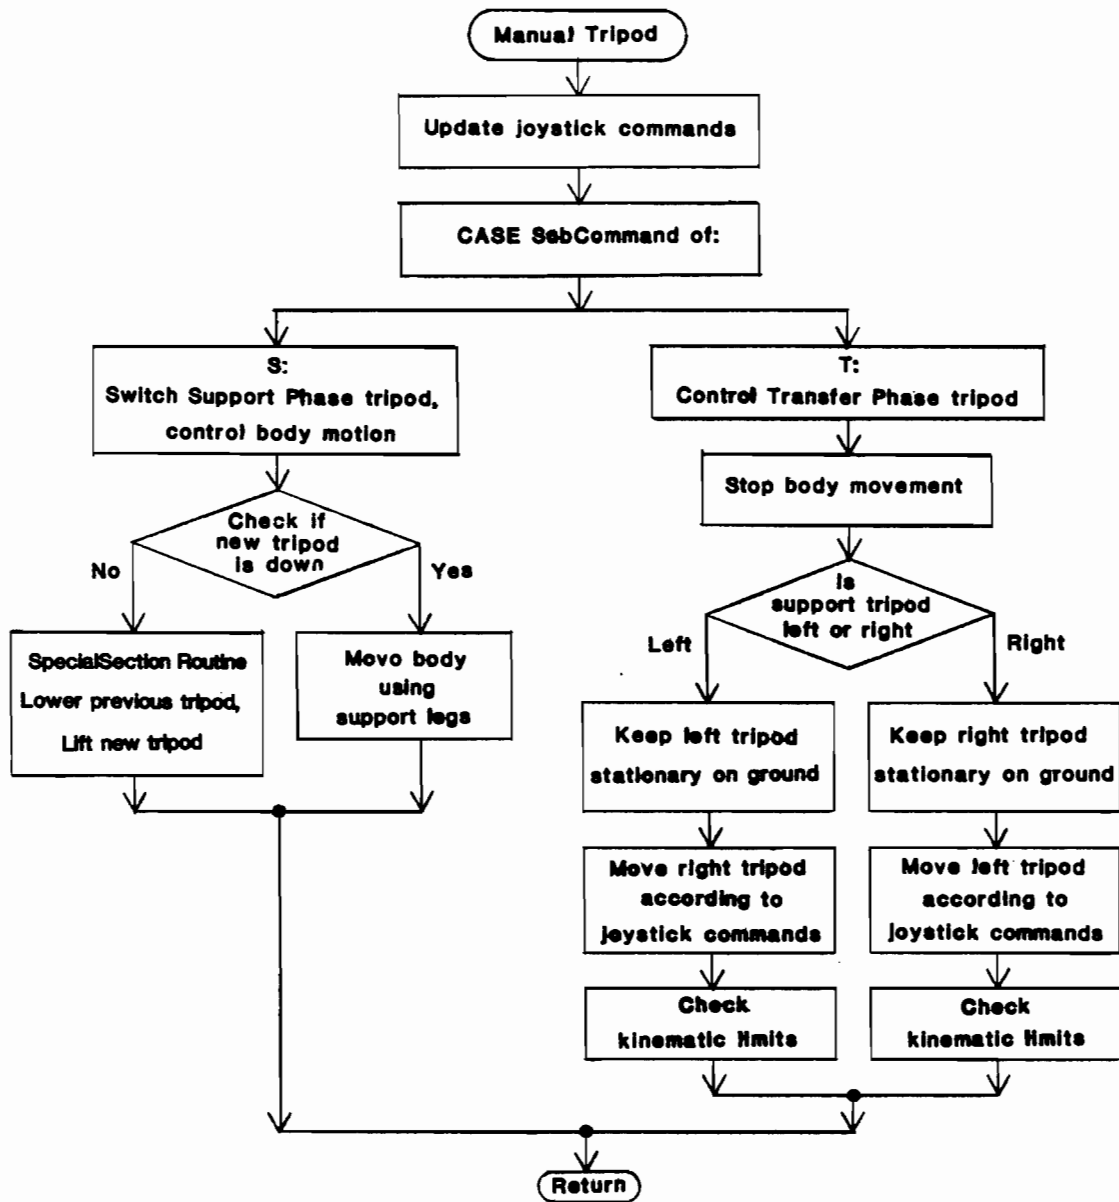 Manual Tripod
Update joystick commands
CASE SubCommand of:
S:
Switch Support Phase tripod,
control body motion
T:
Control Transfer Phase tripod
Stop body movement
Check if
new tripod
is down
No
Yes
is
support tripod
left or right
Left
Right
SpecialSection Routine
Lower previous tripod,
Lift new tripod
Movo body
using
support legs
Keep left tripod
stationary on ground
Keep right tripod
stationary on ground
Move right tripod
according to
joystick commands
Move left tripod
according to
joystick commands
Check
kinematic limits
Check
kinematic limits
Return